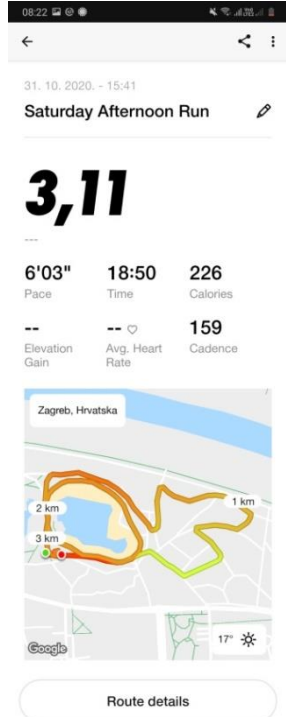 08:22
31. 10. 2020. - 15:41
Saturday Afternoon Run
3,11
---
6'03" 18:50 226
Pace Time Calories
-- -- 159
Elevation Gain Avg. Heart Rate Cadence
Zagreb, Hrvatska
1 km
2 km
3 km
Google 17°
Route details